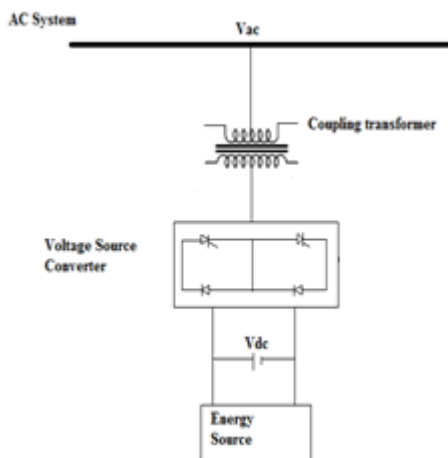 AC System
Vac
Coupling transformer
Voltage Source
Converter
Vdc
Energy
Source